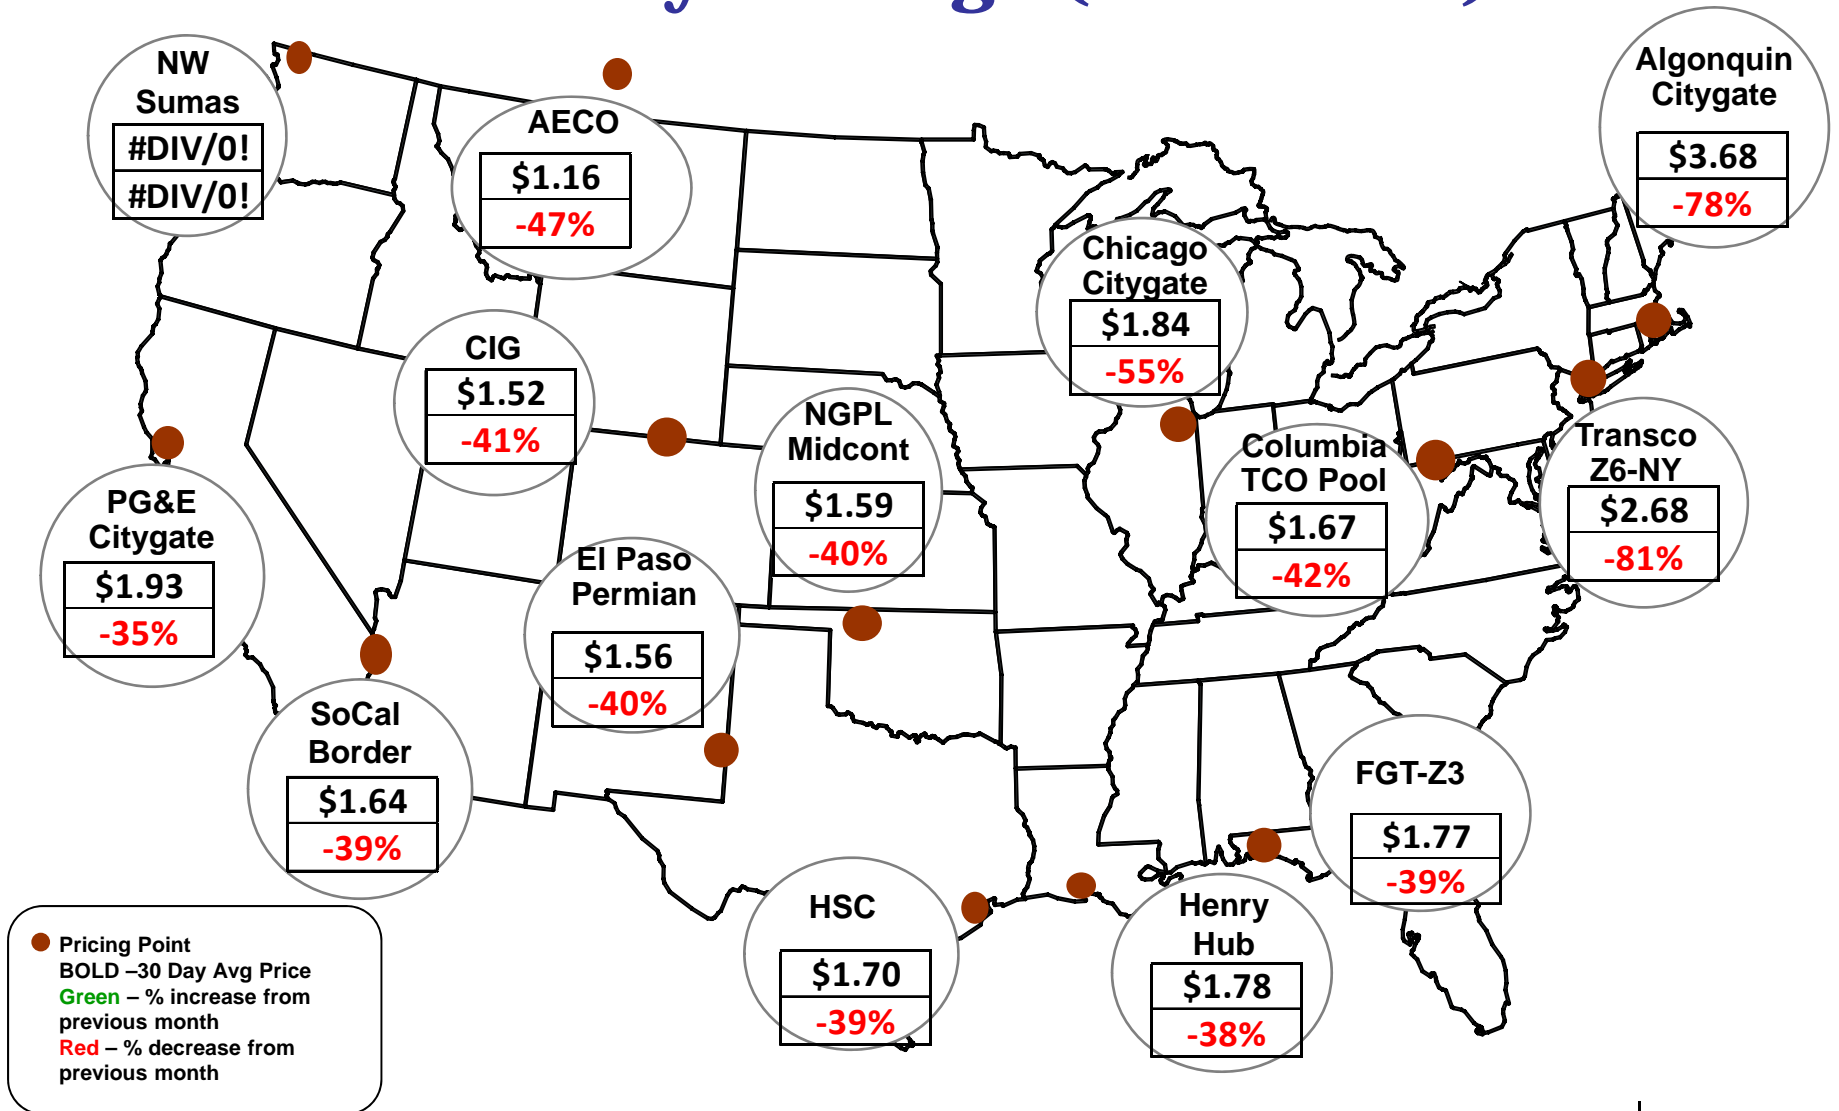 NW
Sumas
#DIV/0!
#DIV/0!
AECO
$1.16
-47%
Algonquin
Citygate
$3.68
-78%
Chicago
Citygate
$1.84
-55%
CIG
$1.52
-41%
NGPL
Midcont
$1.59
-40%
Columbia
TCO Pool
$1.67
-42%
Transco
Z6-NY
$2.68
-81%
PG&E
Citygate
$1.93
-35%
El Paso
Permian
$1.56
-40%
SoCal
Border
$1.64
-39%
FGT-Z3
$1.77
-39%
HSC
$1.70
-39%
Henry
Hub
$1.78
-38%
Pricing Point
BOLD –30 Day Avg Price
Green – % increase from
previous month
Red – % decrease from
previous month